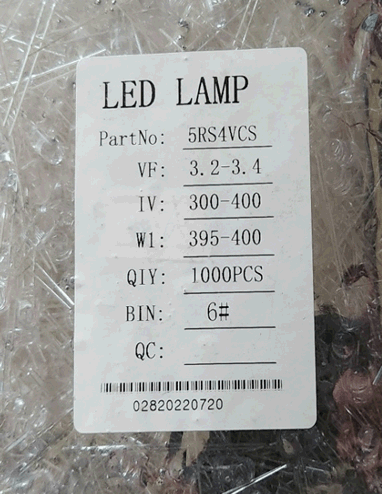 LED LAMP
PartNo: 5RS4VCS
VF: 3.2-3.4
IV: 300-400
W1: 395-400
QIY: 1000PCS
BIN: 6#
QC:
02820220720